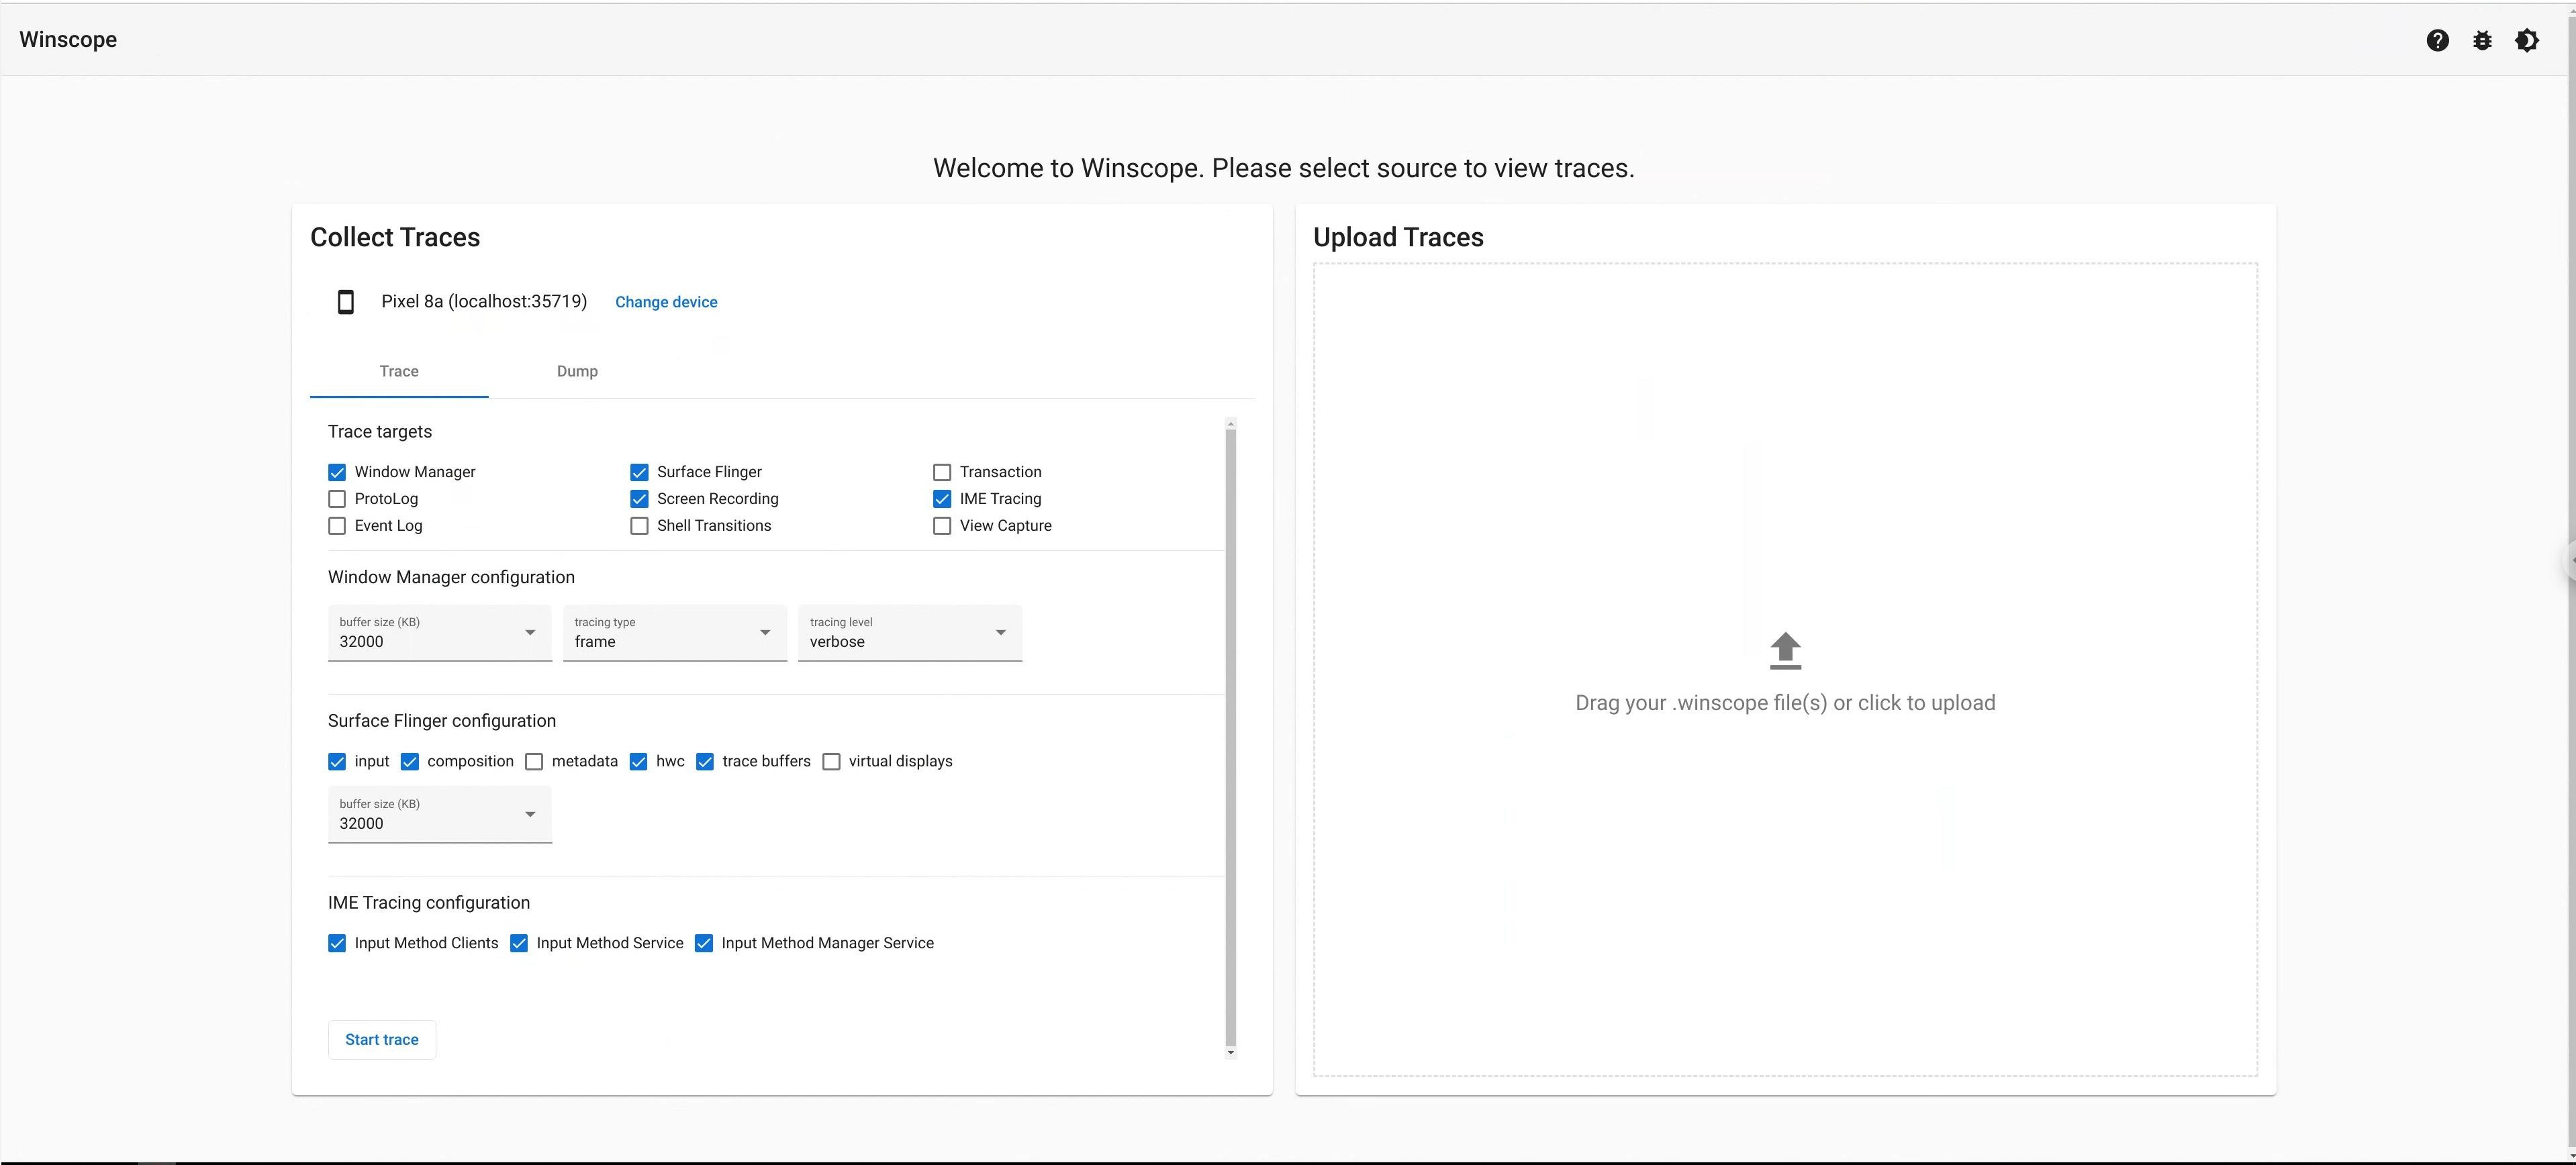 Winscope
Welcome to Winscope. Please select source to view traces.
Collect Traces
Pixel 8a (localhost:35719) Change device
Trace Dump
Trace targets
Window Manager Surface Flinger Transaction
ProtoLog Screen Recording IME Tracing
Event Log Shell Transitions View Capture
Window Manager configuration
buffer size (KB) tracing type tracing level
32000 frame verbose
Surface Flinger configuration
input composition metadata hwc trace buffers virtual displays
buffer size (KB)
32000
IME Tracing configuration
Input Method Clients Input Method Service Input Method Manager Service
Start trace
Upload Traces
Drag your .winscope file(s) or click to upload